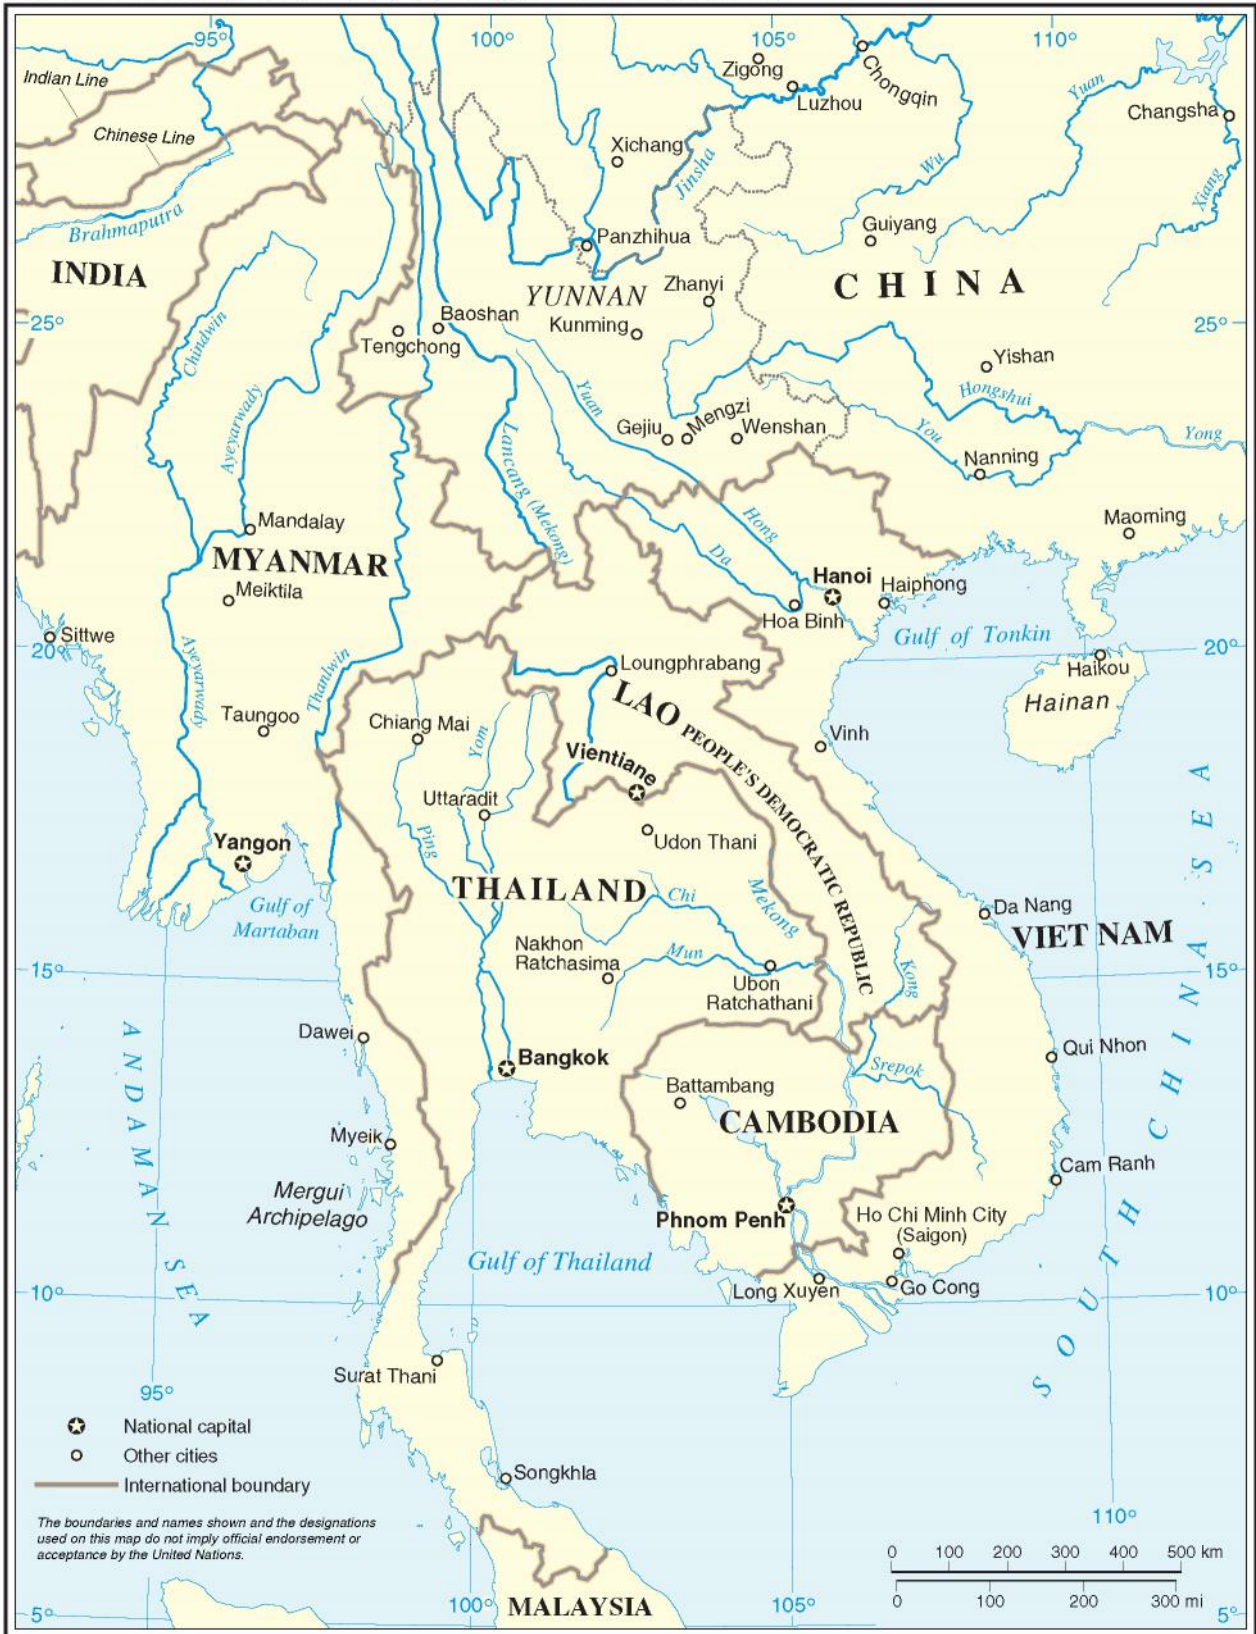 95°
100°
105°
110°
Indian Line
Chinese Line
Zigong
Luzhou
Chongqin
Yuan
Changsha
Xichang
Jinsha
Wu
Xiang
Brahmaputra
Panzhihua
Guiyang
INDIA
YUNNAN
Zhanyi
CHINA
Kunming
25°
Baoshan
Tengchong
25°
Chindwin
Yishan
Yuan
Hongshui
Ayeyarwady
Gejiu
Mengzi
Wenshan
You
Yong
Lancang (Mekong)
Nanning
Mandalay
Hong
Maoming
MYANMAR
Da
Meiktila
Hanoi
Haiphong
Hoa Binh
Sittwe
20°
Gulf of Tonkin
20°
Ayeyarwady
Thanlwin
Loungphrabang
Haikou
Hainan
LAO PEOPLE'S DEMOCRATIC REPUBLIC
Taungoo
Chiang Mai
Yom
Vientiane
Vinh
Uttaradit
Ping
Udon Thani
Yangon
THAILAND
Chi
Mekong
Gulf of
Martaban
Da Nang
VIET NAM
Nakhon
Ratchasima
Mun
Kong
15°
Ubon
Ratchathani
15°
Dawei
Bangkok
Qui Nhon
Srepok
Battambang
CAMBODIA
ANDAMAN SEA
Myeik
Cam Ranh
SOUTH CHINA SEA
Mergui
Archipelago
Phnom Penh
Ho Chi Minh City
(Saigon)
Gulf of Thailand
10°
Long Xuyen
Go Cong
10°
Surat Thani
95°
National capital
Other cities
International boundary
Songkhla
The boundaries and names shown and the designations
used on this map do not imply official endorsement or
acceptance by the United Nations.
110°
0 100 200 300 400 500 km
0 100 200 300 mi
5°
100°
MALAYSIA
105°
5°